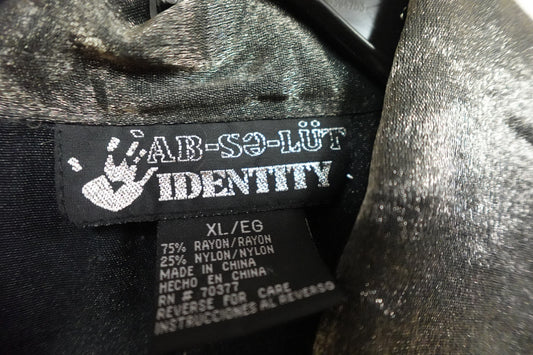 AB-SƏ-LÜT
IDENTITY
XL/EG
75% RAYON/RAYON
25% NYLON/NYLON
MADE IN CHINA
HECHO EN CHINA
RN # 70377
REVERSE FOR CARE
INSTRUCCIONES AL REVERSO